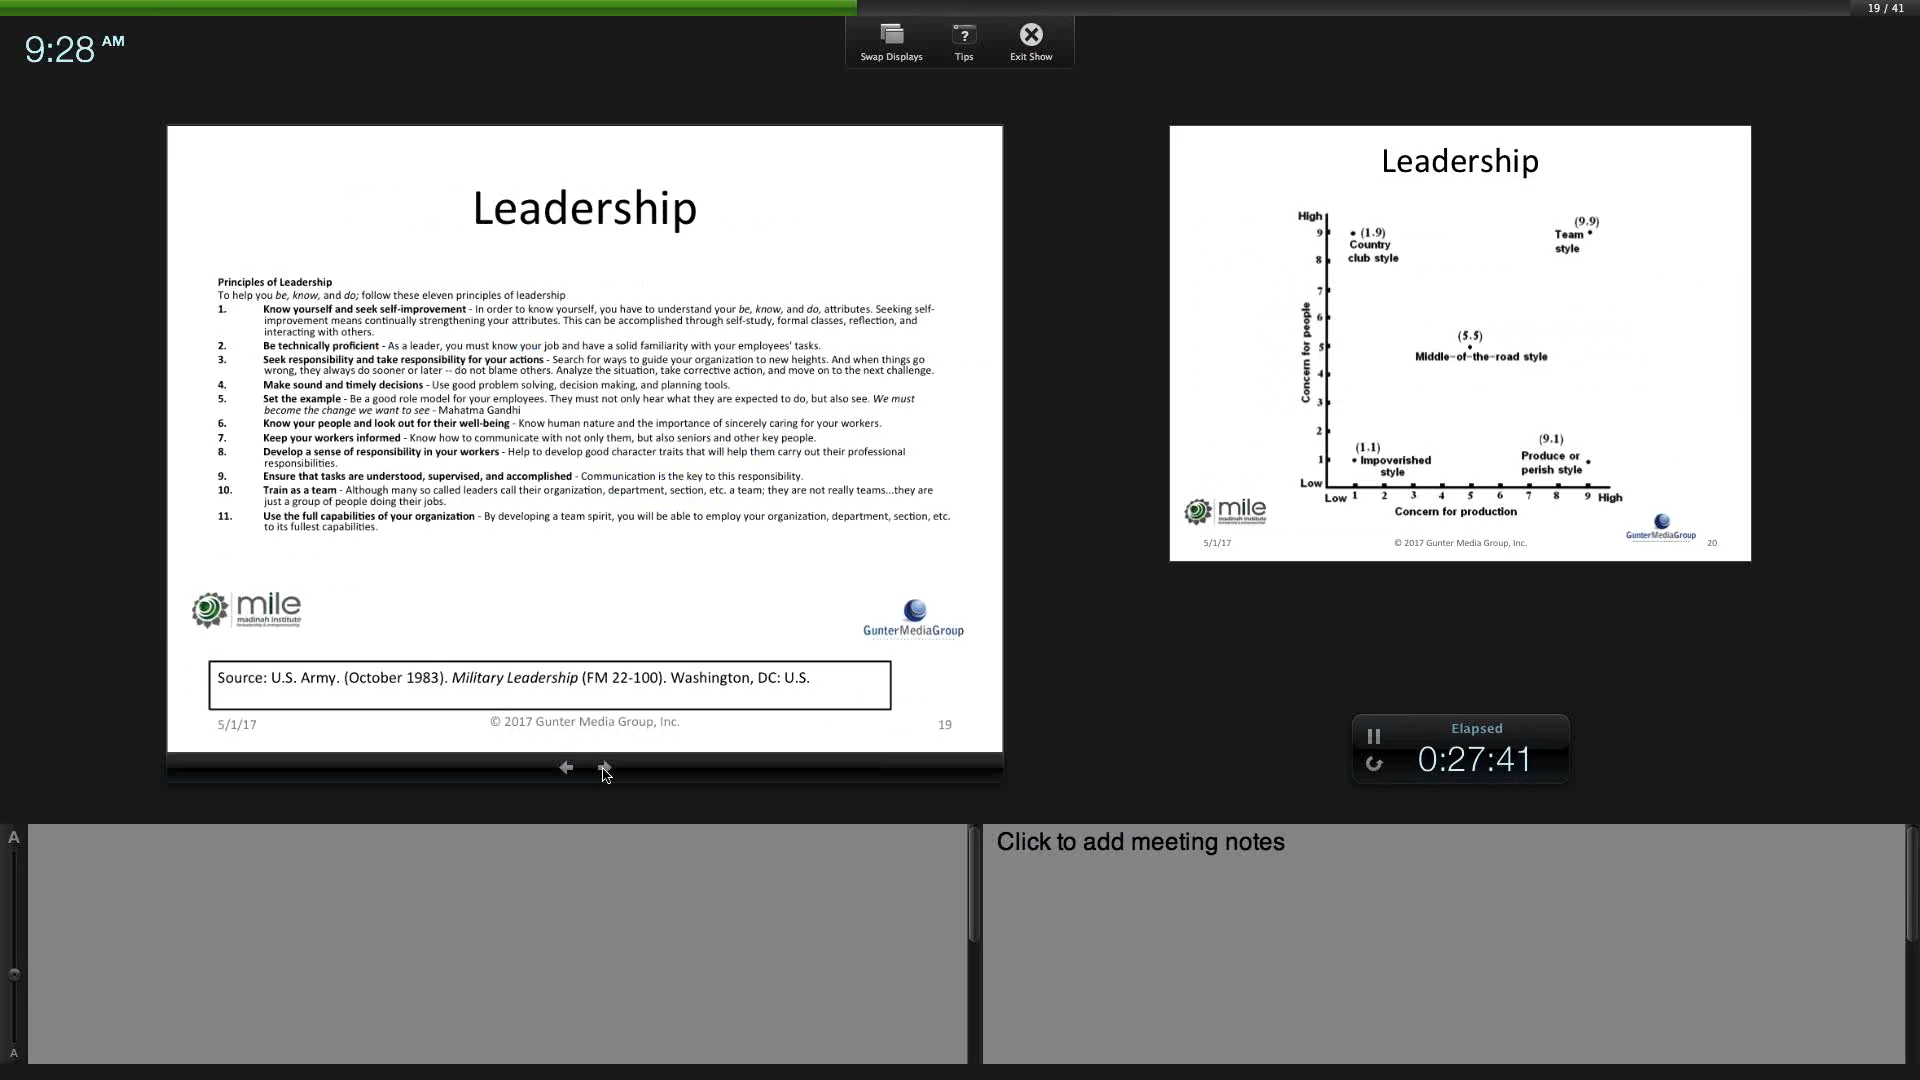 19 / 41
9:28 AM
Swap Displays
Tips
Exit Show
Leadership
Principles of Leadership
To help you be, know, and do; follow these eleven principles of leadership
1. Know yourself and seek self-improvement - In order to know yourself, you have to understand your be, know, and do, attributes. Seeking self-
improvement means continually strengthening your attributes. This can be accomplished through self-study, formal classes, reflection, and
interacting with others.
2. Be technically proficient - As a leader, you must know your job and have a solid familiarity with your employees' tasks.
3. Seek responsibility and take responsibility for your actions - Search for ways to guide your organization to new heights. And when things go
wrong, they always do sooner or later -- do not blame others. Analyze the situation, take corrective action, and move on to the next challenge.
4. Make sound and timely decisions - Use good problem solving, decision making, and planning tools.
5. Set the example - Be a good role model for your employees. They must not only hear what they are expected to do, but also see. We must
become the change we want to see - Mahatma Gandhi
6. Know your people and look out for their well-being - Know human nature and the importance of sincerely caring for your workers.
7. Keep your workers informed - Know how to communicate with not only them, but also seniors and other key people.
8. Develop a sense of responsibility in your workers - Help to develop good character traits that will help them carry out their professional
responsibilities.
9. Ensure that tasks are understood, supervised, and accomplished - Communication is the key to this responsibility.
10. Train as a team - Although many so called leaders call their organization, department, section, etc. a team; they are not really teams...they are
just a group of people doing their jobs.
11. Use the full capabilities of your organization - By developing a team spirit, you will be able to employ your organization, department, section, etc.
to its fullest capabilities.
mile
madinah institute
for leadership & entrepreneurship
GunterMediaGroup
Source: U.S. Army. (October 1983). Military Leadership (FM 22-100). Washington, DC: U.S.
5/1/17
© 2017 Gunter Media Group, Inc.
19
Leadership
High
9
8
7
6
5
4
3
2
1
Low
Concern for people
(1.9)
Country
club style
(9.9)
Team
style
(5.5)
Middle-of-the-road style
(1.1)
Impoverished
style
(9.1)
Produce or
perish style
Low 1 2 3 4 5 6 7 8 9 High
Concern for production
mile
madinah institute
GunterMediaGroup
5/1/17
© 2017 Gunter Media Group, Inc.
20
Elapsed
0:27:41
A
A
Click to add meeting notes